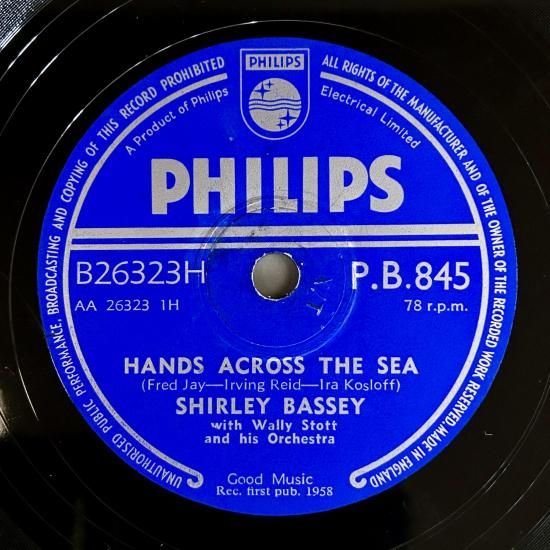 UNAUTHORISED PUBLIC PERFORMANCE, BROADCASTING AND COPYING OF THIS RECORD PROHIBITED
ALL RIGHTS OF THE MANUFACTURER AND OF THE OWNER OF THE RECORDED WORK RESERVED. MADE IN ENGLAND
PHILIPS
A Product of Philips Electrical Limited
PHILIPS
B26323H
P.B.845
AA 26323 1H
78 r.p.m.
HANDS ACROSS THE SEA
(Fred Jay—Irving Reid—Ira Kosloff)
SHIRLEY BASSEY
with Wally Stott
and his Orchestra
Good Music
Rec. first pub. 1958